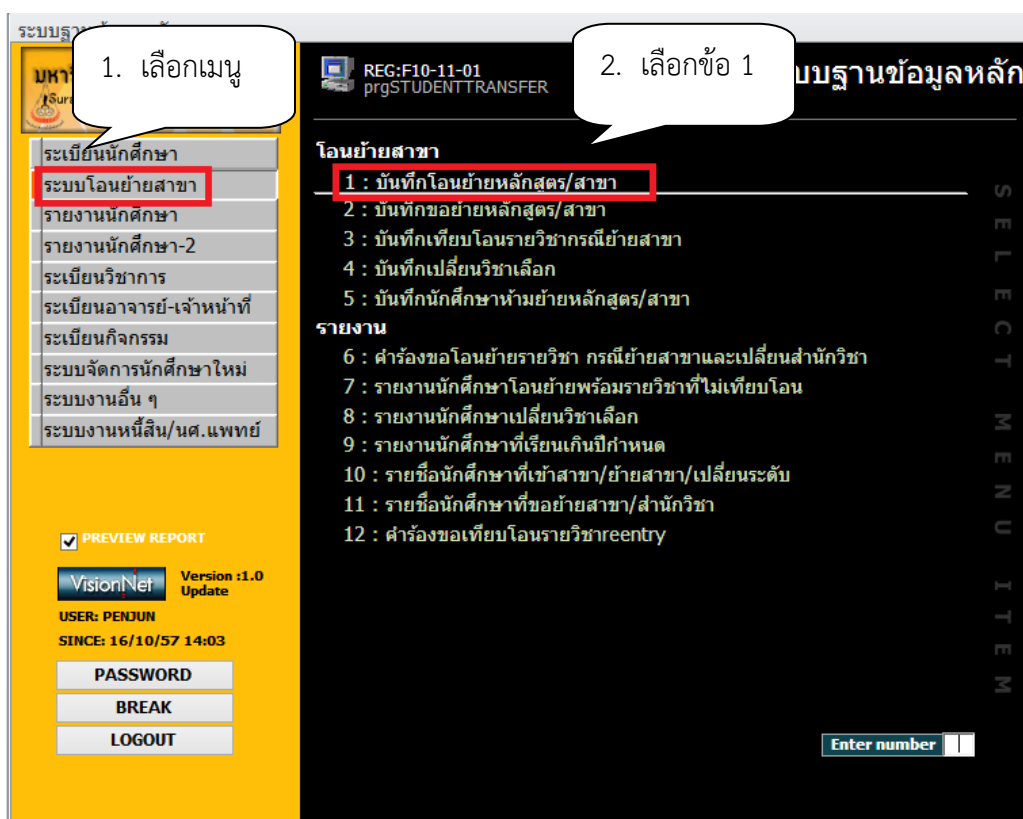 ระบบฐาน
1. เลือกเมนู
2. เลือกข้อ 1
REG:F10-11-01
prgSTUDENTTRANSFER
บบฐานข้อมูลหลัก
ระเบียนนักศึกษา
ระบบโอนย้ายสาขา
รายงานนักศึกษา
รายงานนักศึกษา-2
ระเบียนวิชาการ
ระเบียนอาจารย์-เจ้าหน้าที่
ระเบียนกิจกรรม
ระบบจัดการนักศึกษาใหม่
ระบบงานอื่น ๆ
ระบบงานหนี้สิน/นศ.แพทย์
PREVIEW REPORT
VisionNet
Version :1.0
Update
USER: PENJUN
SINCE: 16/10/57 14:03
PASSWORD
BREAK
LOGOUT
โอนย้ายสาขา
1 : บันทึกโอนย้ายหลักสูตร/สาขา
2 : บันทึกขอย้ายหลักสูตร/สาขา
3 : บันทึกเทียบโอนรายวิชากรณีย้ายสาขา
4 : บันทึกเปลี่ยนวิชาเลือก
5 : บันทึกนักศึกษาห้ามย้ายหลักสูตร/สาขา
รายงาน
6 : คำร้องขอโอนย้ายรายวิชา กรณีย้ายสาขาและเปลี่ยนสำนักวิชา
7 : รายงานนักศึกษาโอนย้ายพร้อมรายวิชาที่ไม่เทียบโอน
8 : รายงานนักศึกษาเปลี่ยนวิชาเลือก
9 : รายงานนักศึกษาที่เรียนเกินปีกำหนด
10 : รายชื่อนักศึกษาที่เข้าสาขา/ย้ายสาขา/เปลี่ยนระดับ
11 : รายชื่อนักศึกษาที่ขอย้ายสาขา/สำนักวิชา
12 : คำร้องขอเทียบโอนรายวิชาreentry
SELECT MENU ITEM
Enter number